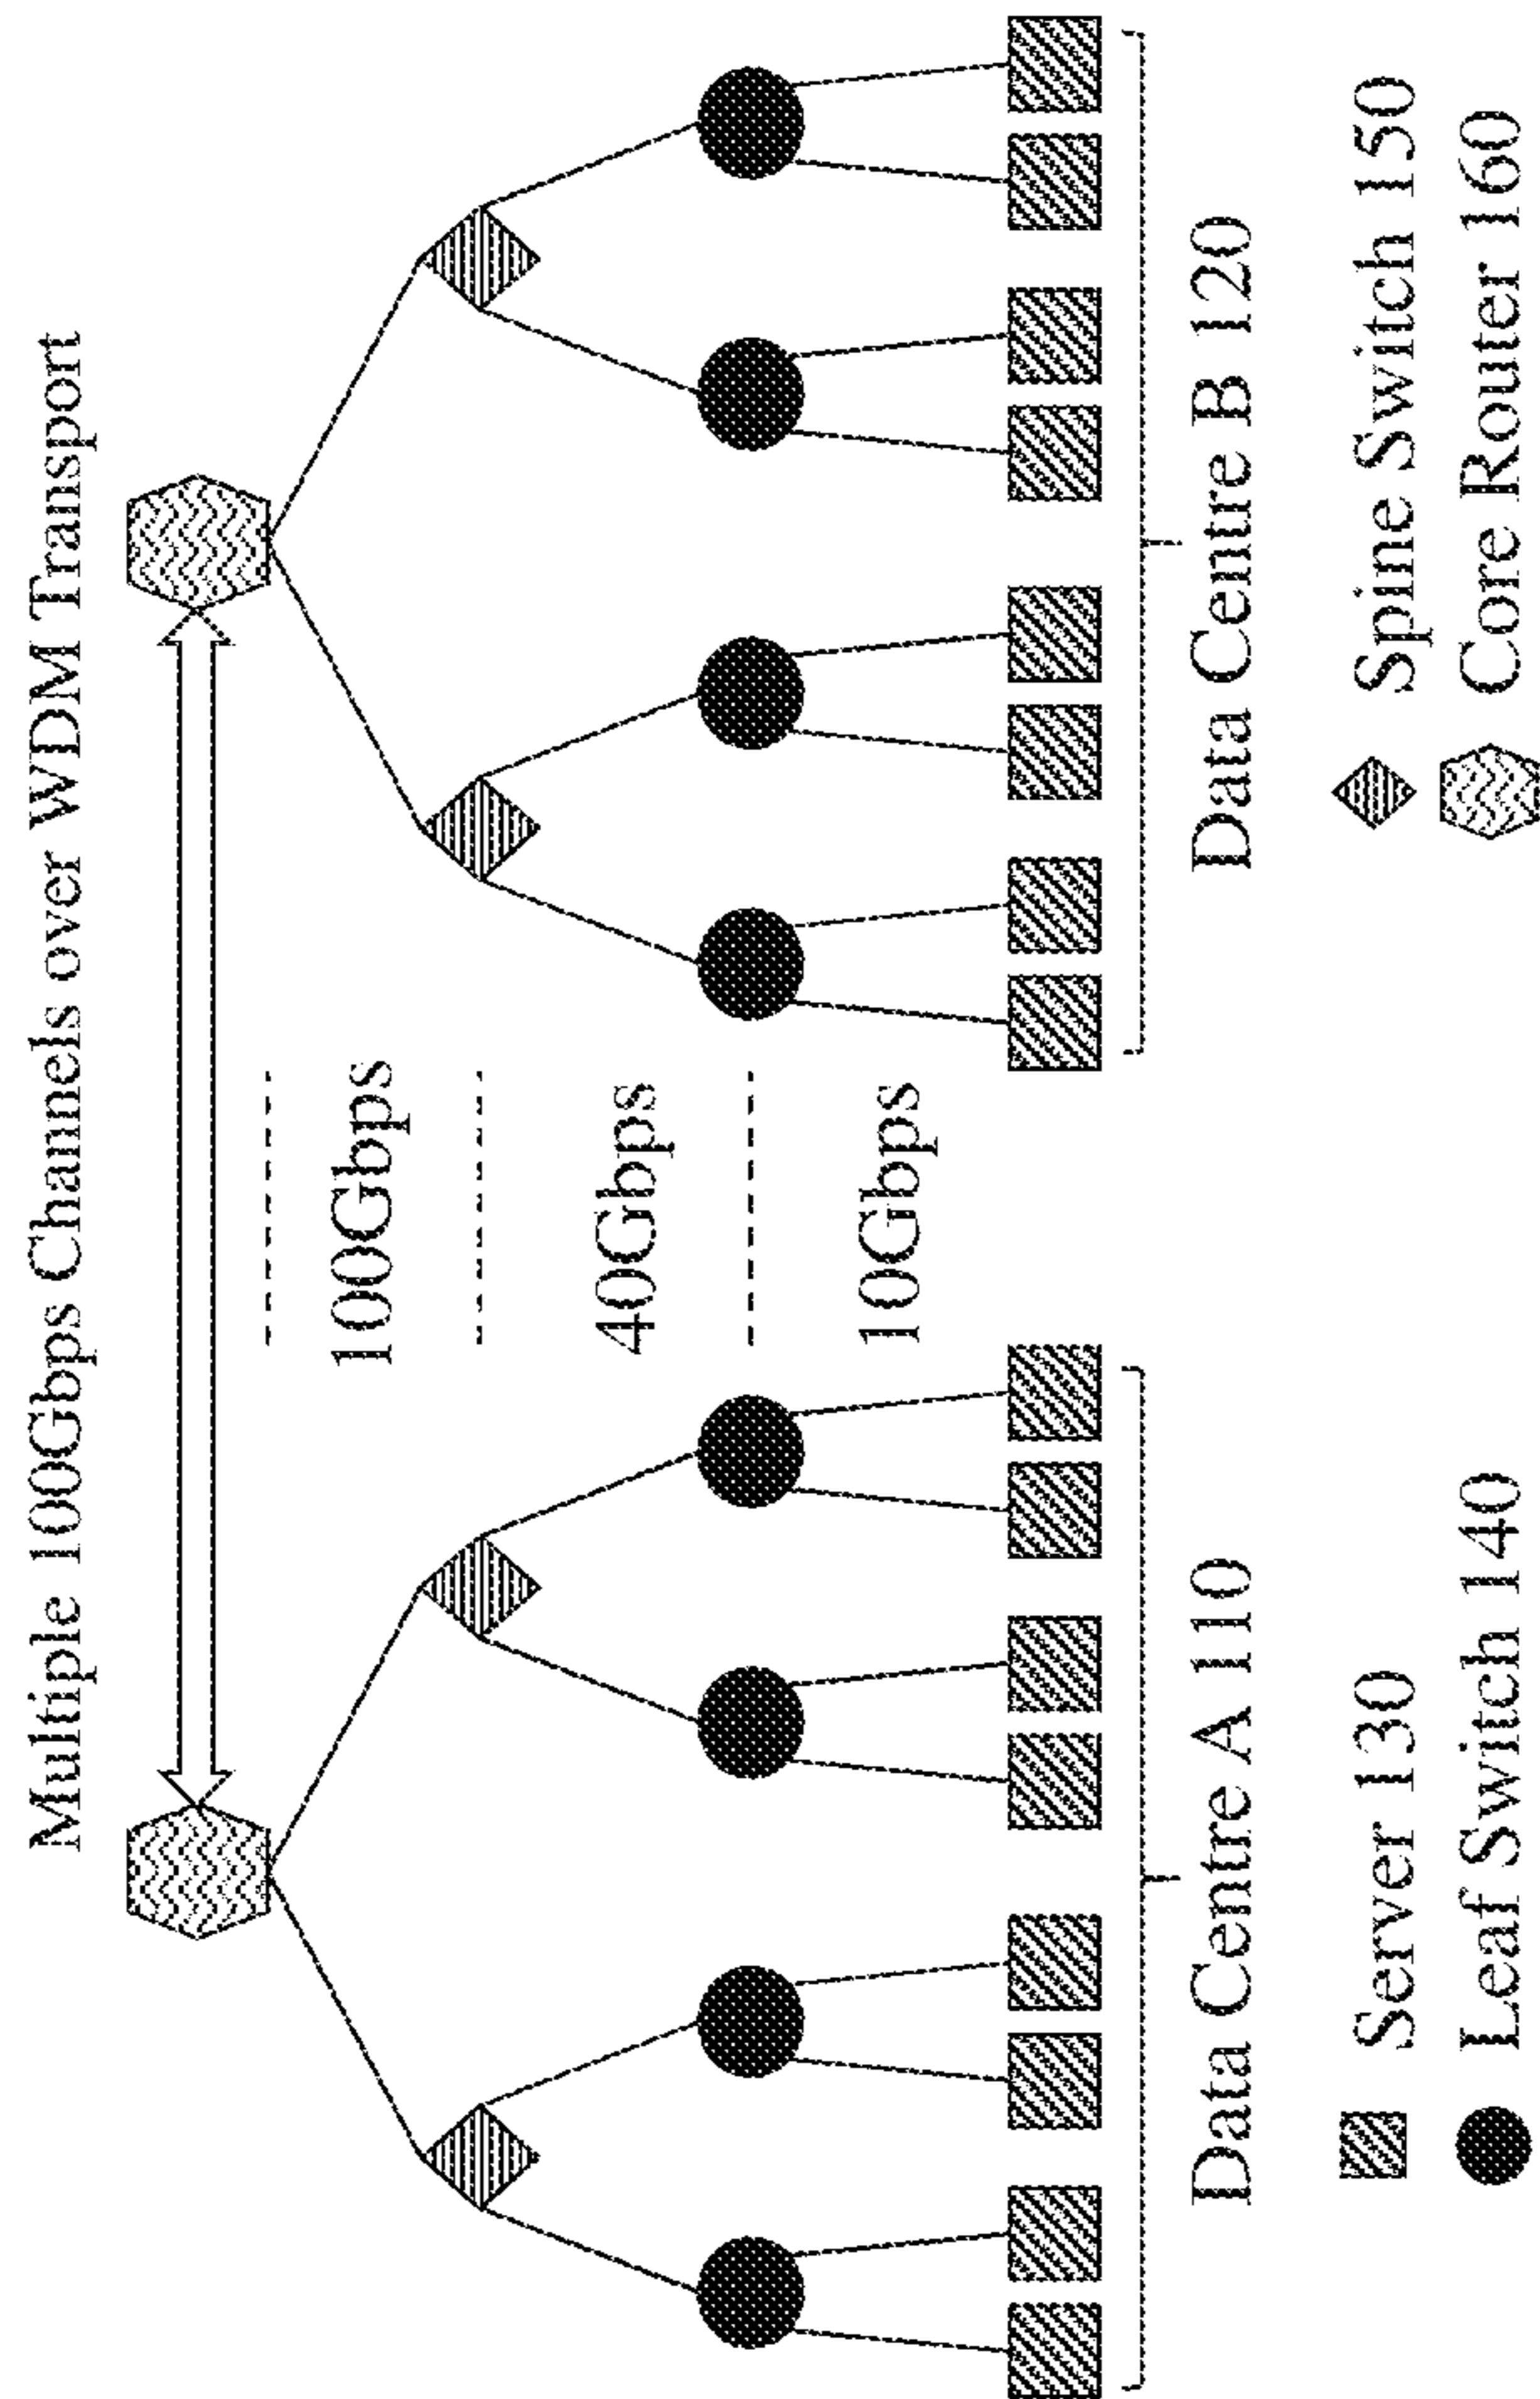 Multiple 100Gbps Channels over WDM Transport
100Gbps
40Gbps
10Gbps
Data Centre A 110
Data Centre B 120
Server 130
Spine Switch 150
Leaf Switch 140
Core Router 160